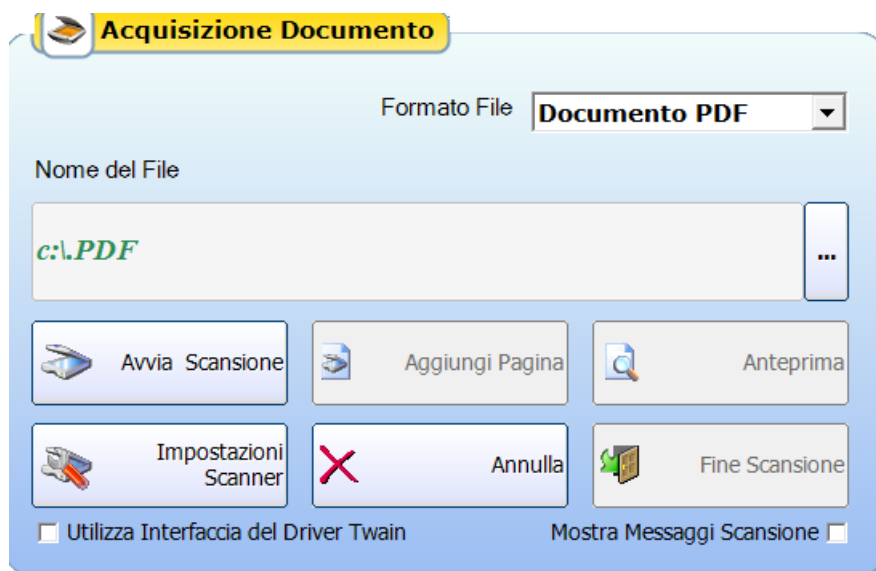 Acquisizione Documento
Formato File
Documento PDF
Nome del File
c:\.PDF
...
Avvia Scansione
Aggiungi Pagina
Anteprima
Impostazioni
Scanner
Annulla
Fine Scansione
Utilizza Interfaccia del Driver Twain
Mostra Messaggi Scansione